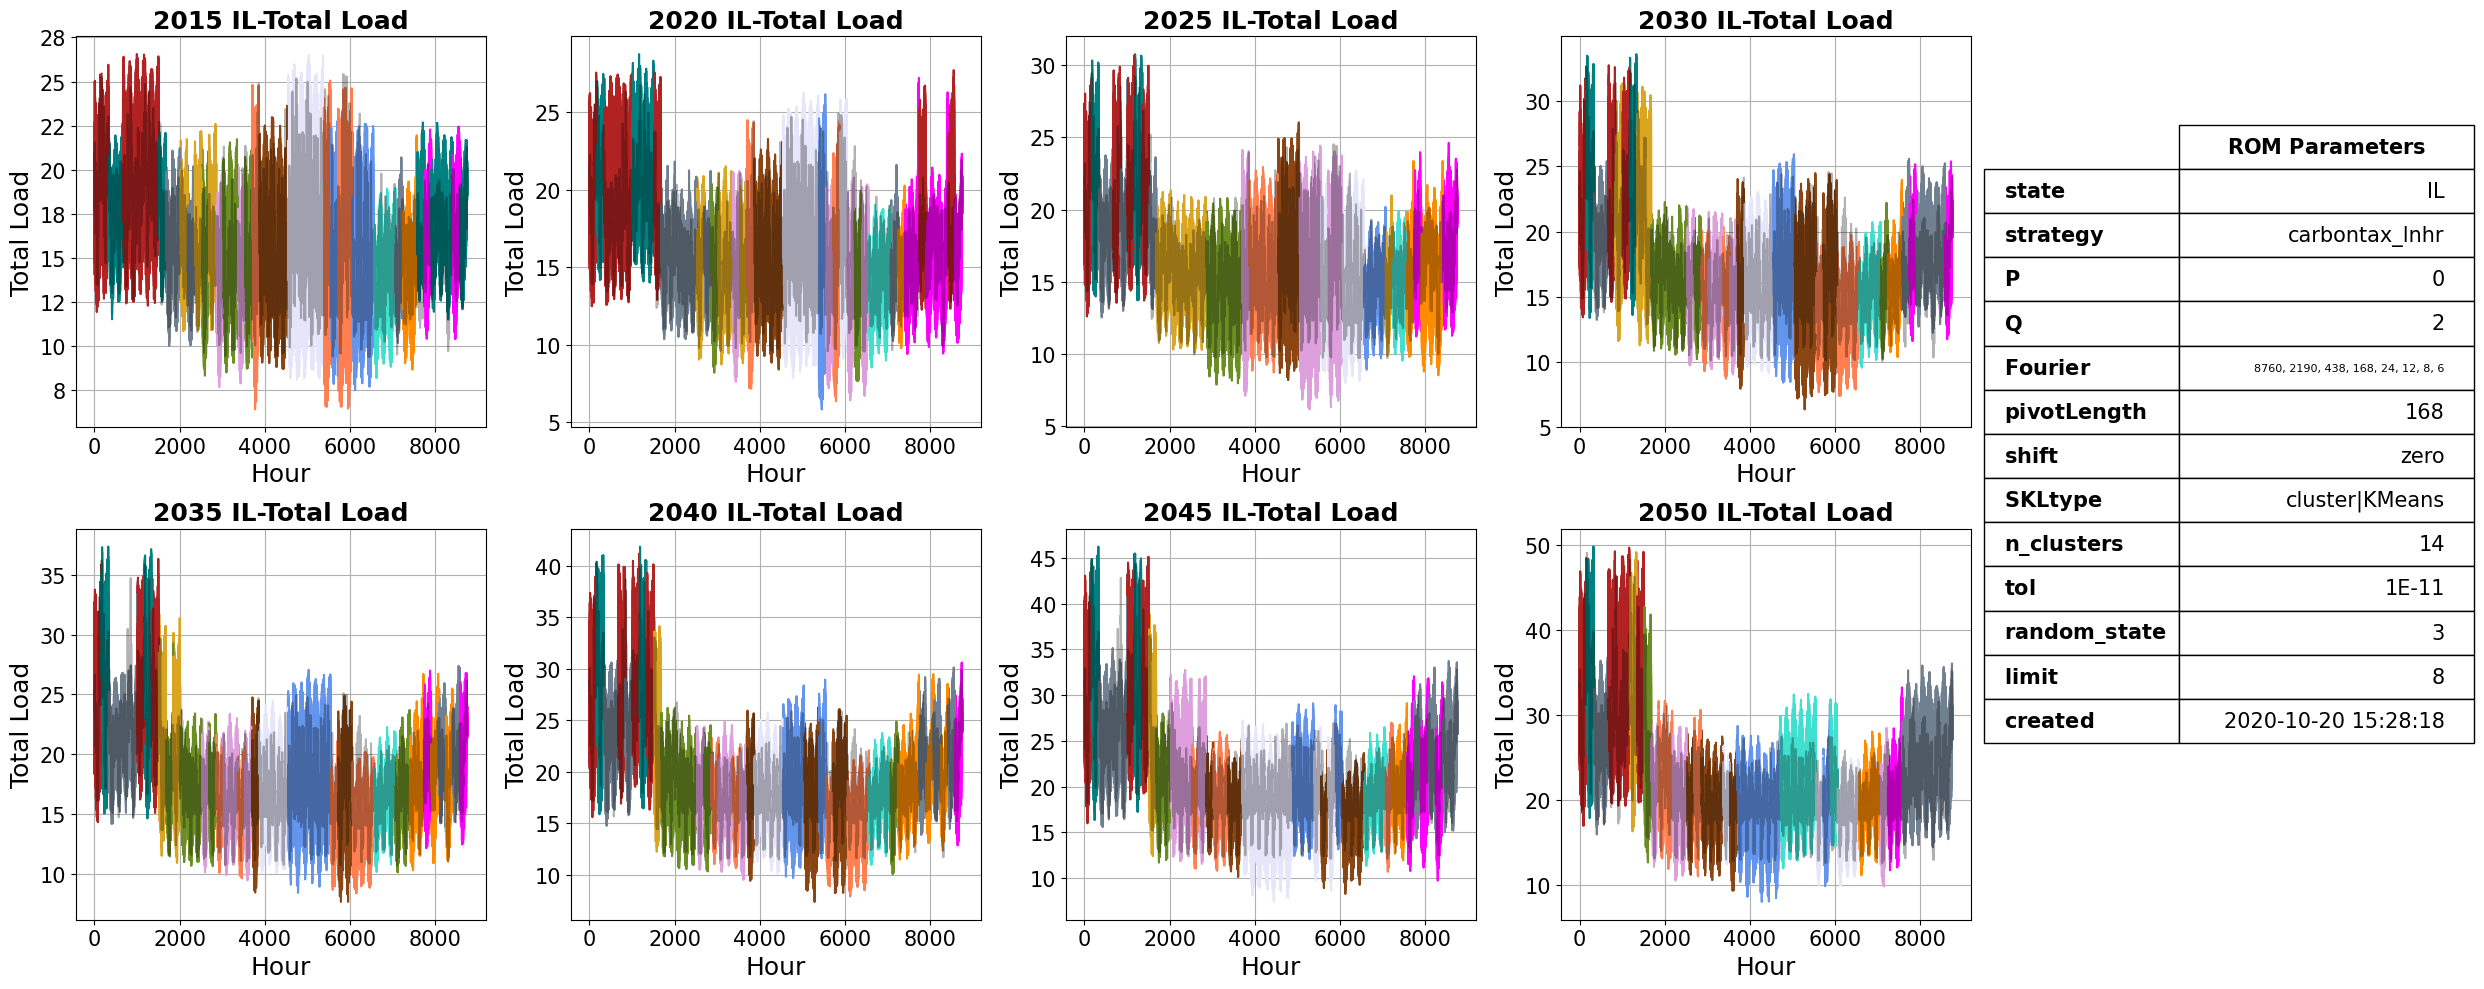 2015 IL-Total Load
Total Load
28
25
22
20
18
15
12
10
8
0 2000 4000 6000 8000
Hour
2020 IL-Total Load
Total Load
25
20
15
10
5
0 2000 4000 6000 8000
Hour
2025 IL-Total Load
Total Load
30
25
20
15
10
5
0 2000 4000 6000 8000
Hour
2030 IL-Total Load
Total Load
30
25
20
15
10
5
0 2000 4000 6000 8000
Hour
2035 IL-Total Load
Total Load
35
30
25
20
15
10
0 2000 4000 6000 8000
Hour
2040 IL-Total Load
Total Load
40
35
30
25
20
15
10
0 2000 4000 6000 8000
Hour
2045 IL-Total Load
Total Load
45
40
35
30
25
20
15
10
0 2000 4000 6000 8000
Hour
2050 IL-Total Load
Total Load
50
40
30
20
10
0 2000 4000 6000 8000
Hour
ROM Parameters
state IL
strategy carbontax_lnhr
P 0
Q 2
Fourier 8760, 2190, 438, 168, 24, 12, 8, 6
pivotLength 168
shift zero
SKLtype cluster|KMeans
n_clusters 14
tol 1E-11
random_state 3
limit 8
created 2020-10-20 15:28:18